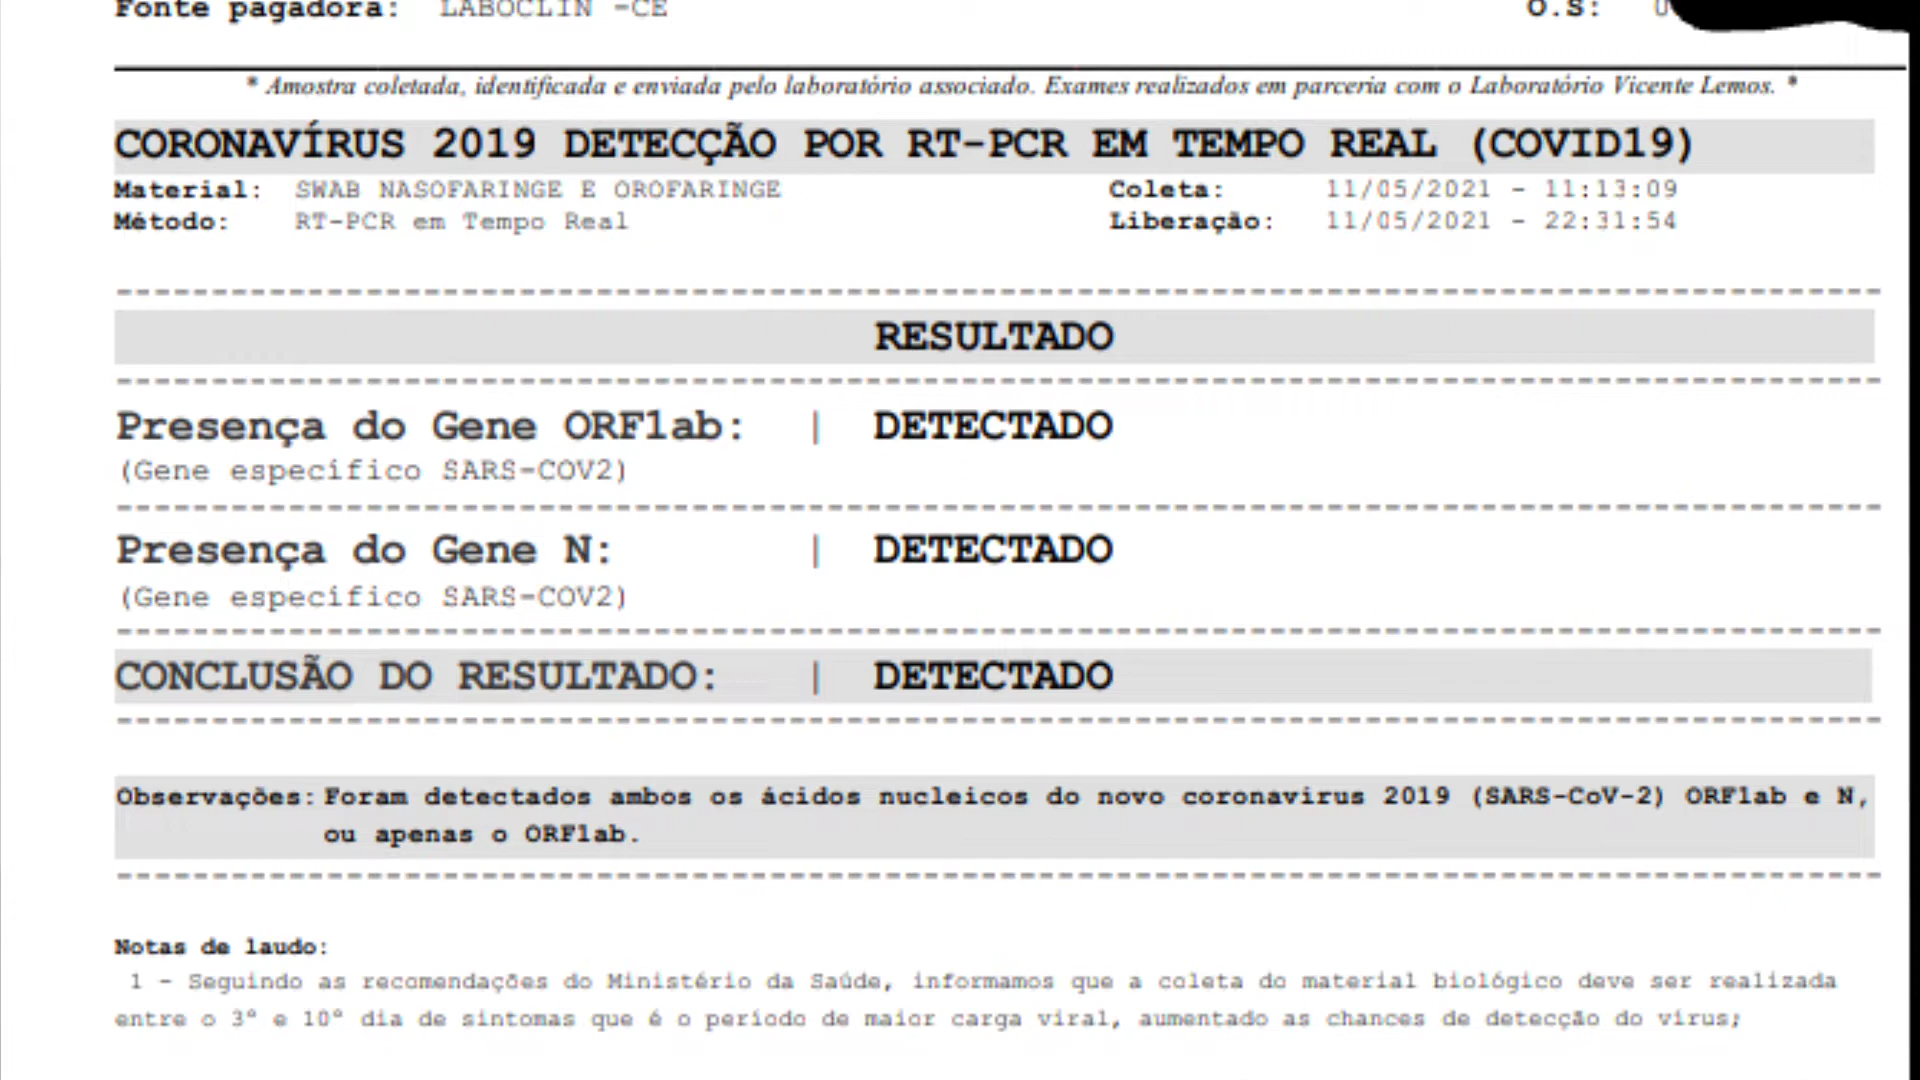 Fonte pagadora: LABOCLIN -CE O.S: 0
* Amostra coletada, identificada e enviada pelo laboratório associado. Exames realizados em parceria com o Laboratório Vicente Lemos. *
CORONAVÍRUS 2019 DETECÇÃO POR RT-PCR EM TEMPO REAL (COVID19)
Material: SWAB NASOFARINGE E OROFARINGE Coleta: 11/05/2021 - 11:13:09
Método: RT-PCR em Tempo Real Liberação: 11/05/2021 - 22:31:54
RESULTADO
Presença do Gene ORF1ab: | DETECTADO
(Gene específico SARS-COV2)
Presença do Gene N: | DETECTADO
(Gene específico SARS-COV2)
CONCLUSÃO DO RESULTADO: | DETECTADO
Observações: Foram detectados ambos os ácidos nucleicos do novo coronavirus 2019 (SARS-CoV-2) ORF1ab e N,
ou apenas o ORF1ab.
Notas de laudo:
1 - Seguindo as recomendações do Ministério da Saúde, informamos que a coleta do material biológico deve ser realizada
entre o 3º e 10º dia de sintomas que é o período de maior carga viral, aumentado as chances de detecção do vírus;